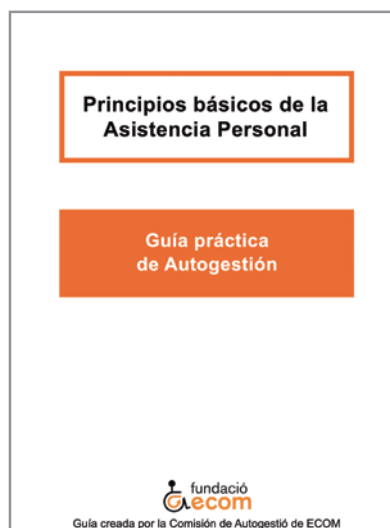 Principios básicos de la
Asistencia Personal
Guía práctica
de Autogestión
fundació
ecom
Guía creada por la Comisión de Autogestió de ECOM